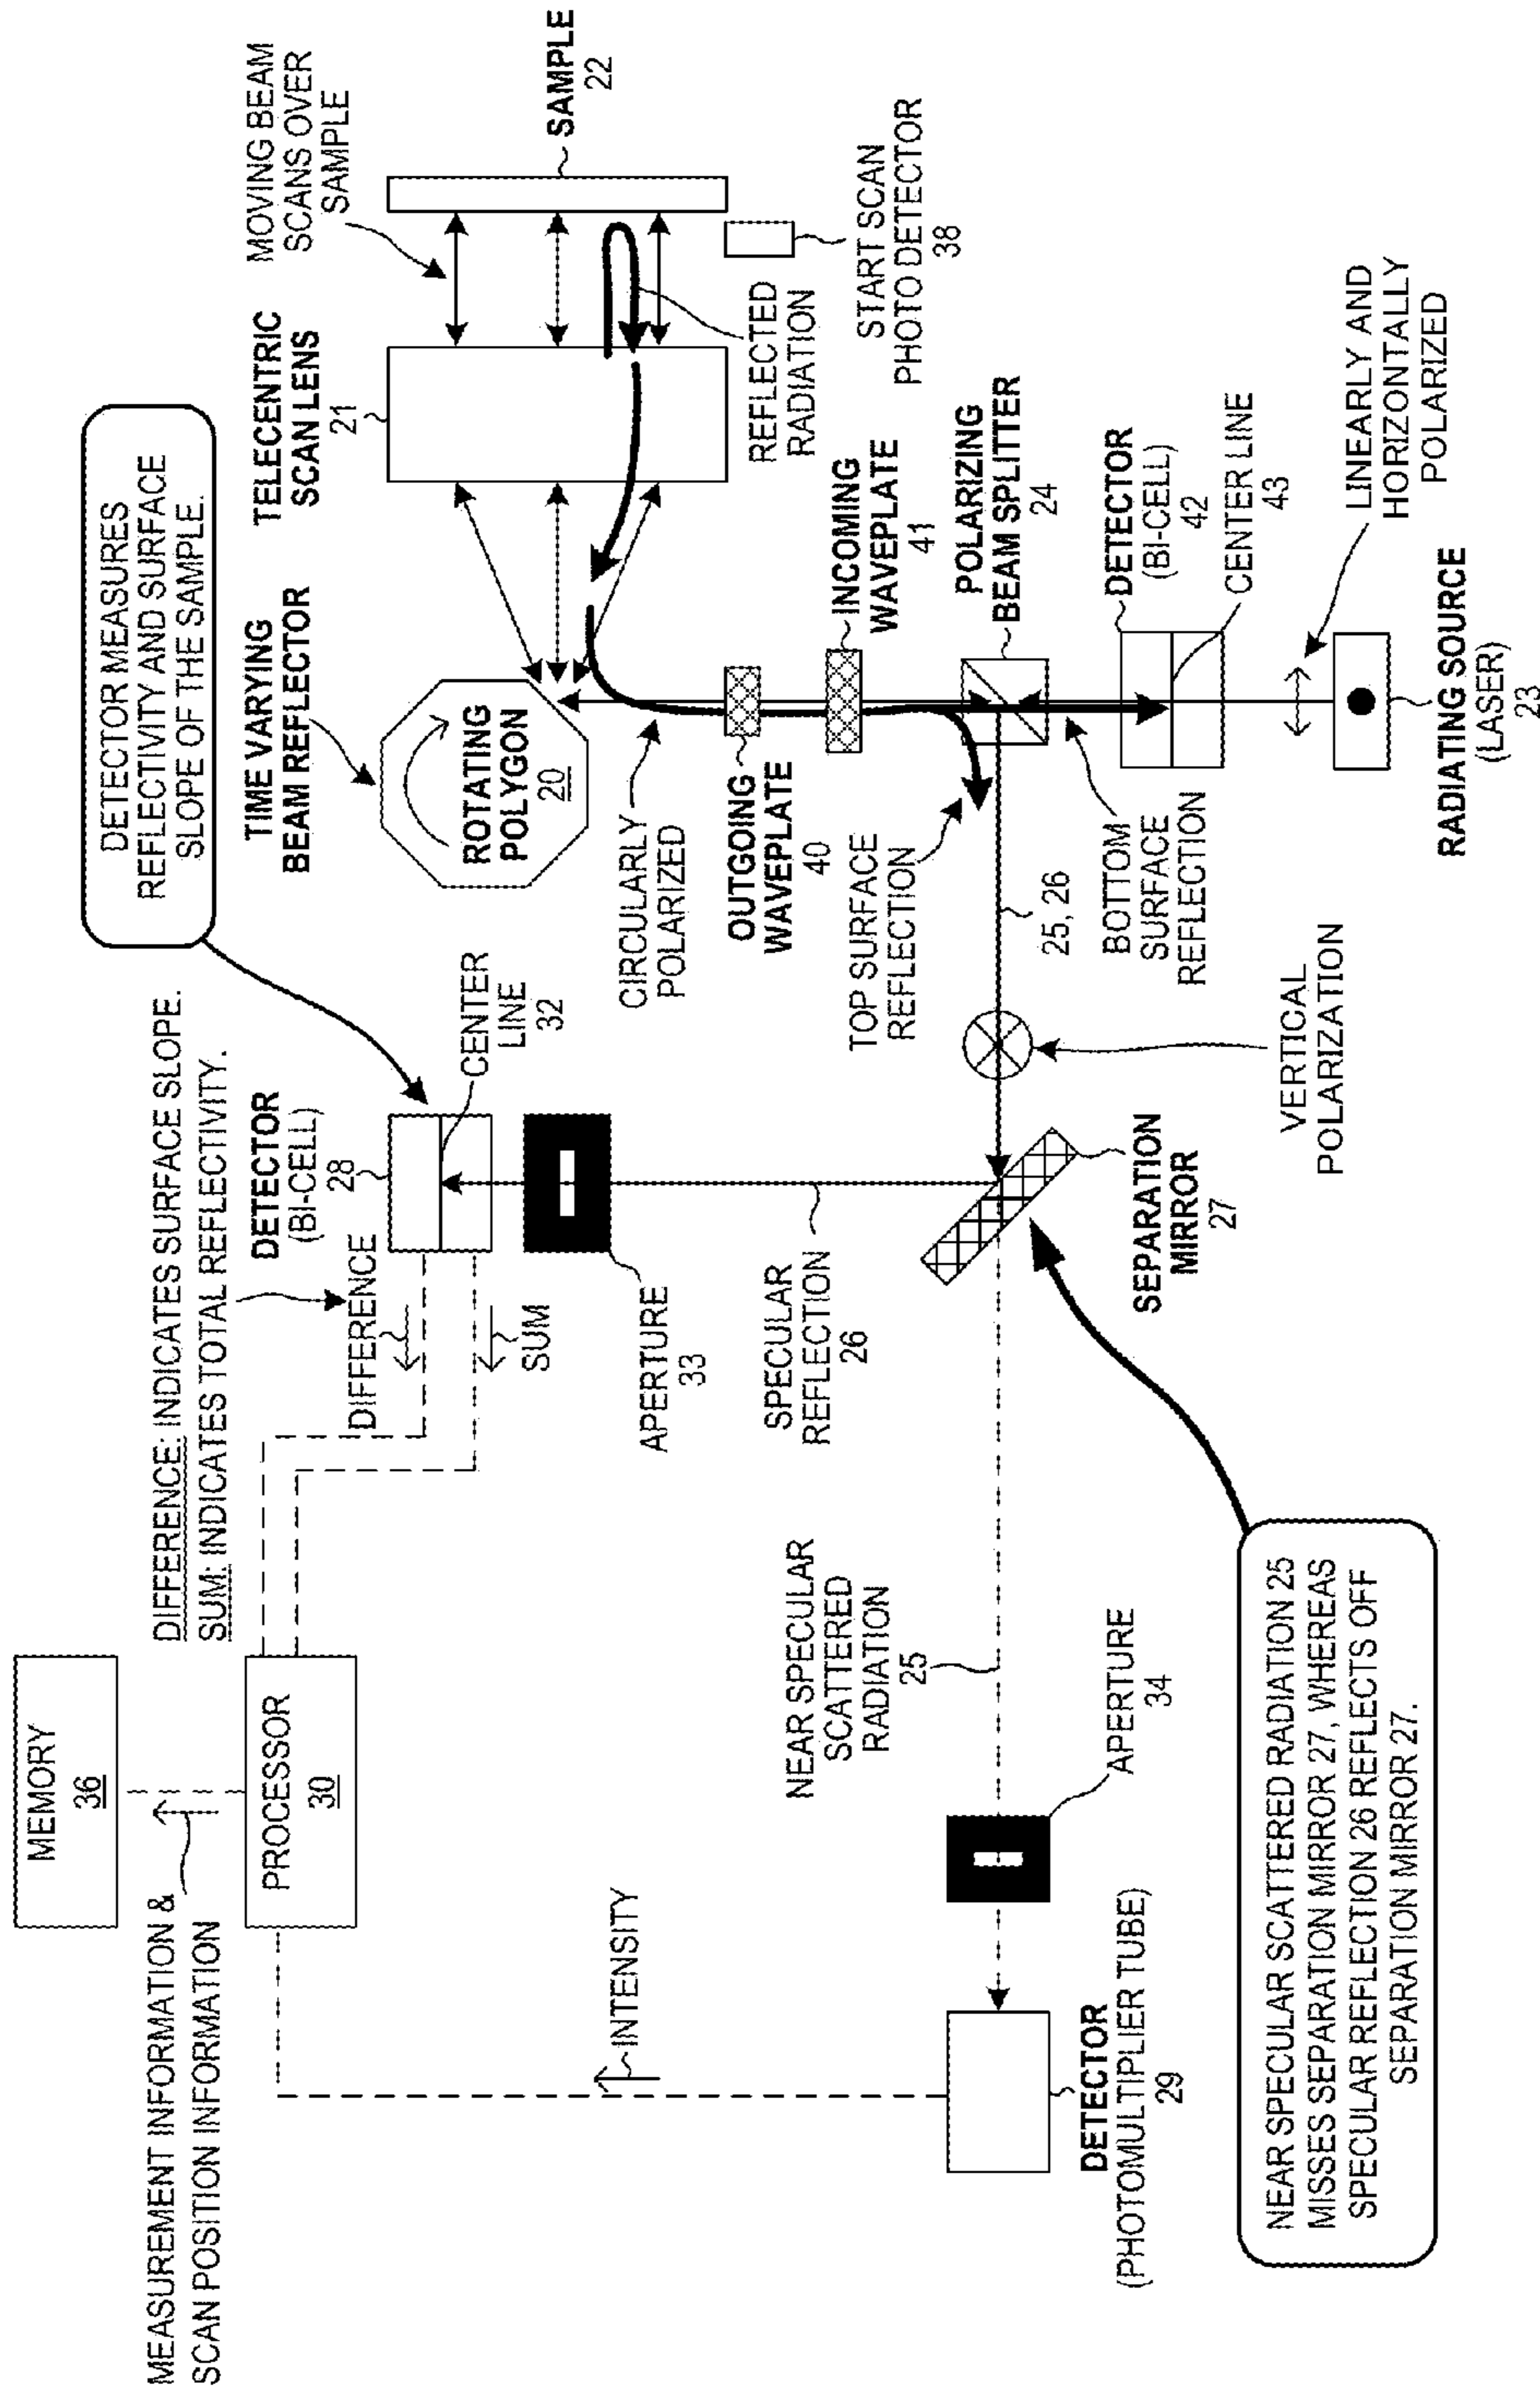 DETECTOR MEASURES
REFLECTIVITY AND SURFACE
SLOPE OF THE SAMPLE.
DIFFERENCE: INDICATES SURFACE SLOPE.
SUM: INDICATES TOTAL REFLECTIVITY.
MEMORY
36
MEASUREMENT INFORMATION &
SCAN POSITION INFORMATION
PROCESSOR
30
DIFFERENCE
SUM
DETECTOR
(BI-CELL)
28
CENTER
LINE
32
TIME VARYING
BEAM REFLECTOR
ROTATING
POLYGON
20
TELECENTRIC
SCAN LENS
21
MOVING BEAM
SCANS OVER
SAMPLE
SAMPLE
22
APERTURE
33
CIRCULARLY
POLARIZED
REFLECTED
RADIATION
START SCAN
PHOTO DETECTOR
38
INTENSITY
SPECULAR
REFLECTION
26
OUTGOING
WAVEPLATE
40
INCOMING
WAVEPLATE
41
TOP SURFACE
REFLECTION
POLARIZING
BEAM SPLITTER
24
NEAR SPECULAR
SCATTERED
RADIATION
25
25, 26
BOTTOM
SURFACE
REFLECTION
DETECTOR
(BI-CELL)
42
CENTER LINE
43
DETECTOR
(PHOTOMULTIPLIER TUBE)
29
APERTURE
34
SEPARATION
MIRROR
27
VERTICAL
POLARIZATION
LINEARLY AND
HORIZONTALLY
POLARIZED
RADIATING SOURCE
(LASER)
23
NEAR SPECULAR SCATTERED RADIATION 25
MISSES SEPARATION MIRROR 27, WHEREAS
SPECULAR REFLECTION 26 REFLECTS OFF
SEPARATION MIRROR 27.